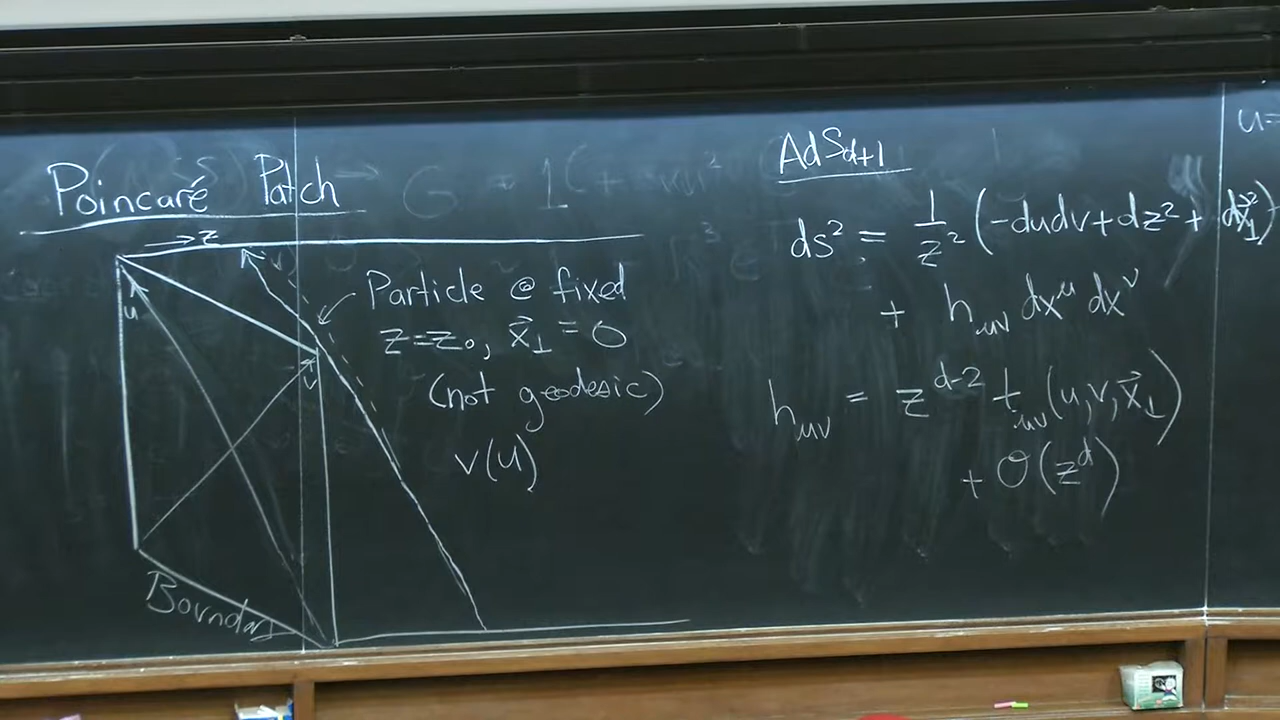 Poincaré Patch
→ z
u
v
Boundary
Particle @ fixed
z=z₀, x⃗⊥ = 0
(not geodesic)
v(u)
AdS_{d+1}
ds² = 1/z² (-dudv+dz²+ dx⃗⊥²)
+ h_{μν} dx^μ dx^ν
h_{μν} = z^{d-2} t_{μν}(u,v,x⃗⊥)
+ O(z^d)
u=